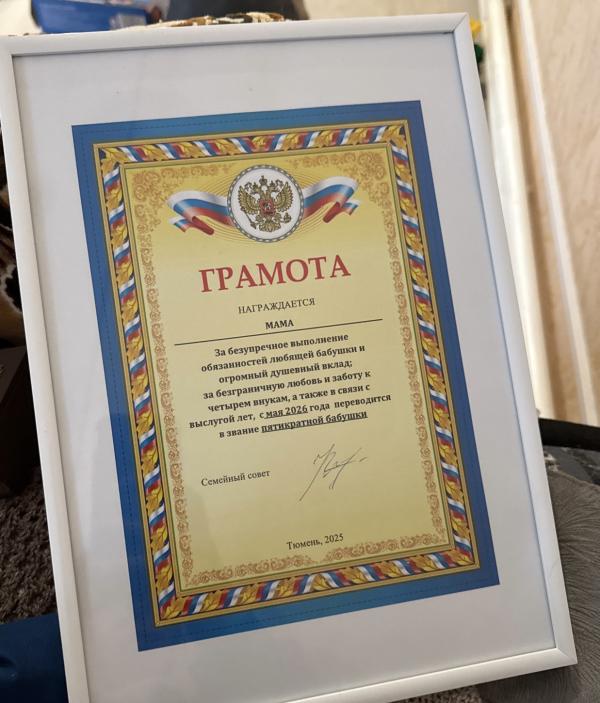 ГРАМОТА
НАГРАЖДАЕТСЯ
МАМА
За безупречное выполнение
обязанностей любящей бабушки и
огромный душевный вклад;
за безграничную любовь и заботу к
четырем внукам, а также в связи с
выслугой лет, с мая 2026 года переводится
в звание пятикратной бабушки
Семейный совет
Тюмень, 2025